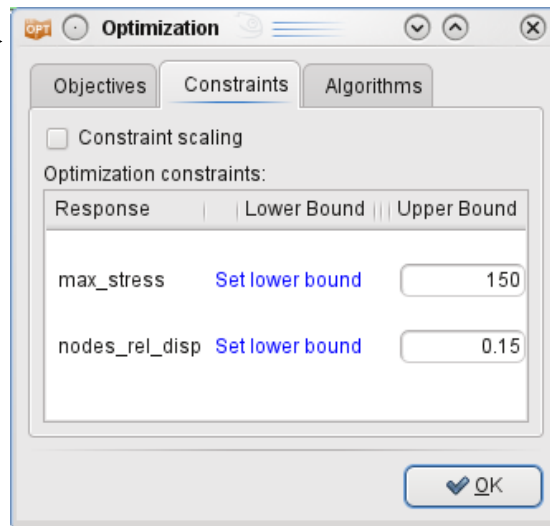 OPT Optimization
Objectives Constraints Algorithms
Constraint scaling
Optimization constraints:
Response Lower Bound Upper Bound
max_stress Set lower bound 150
nodes_rel_disp Set lower bound 0.15
OK